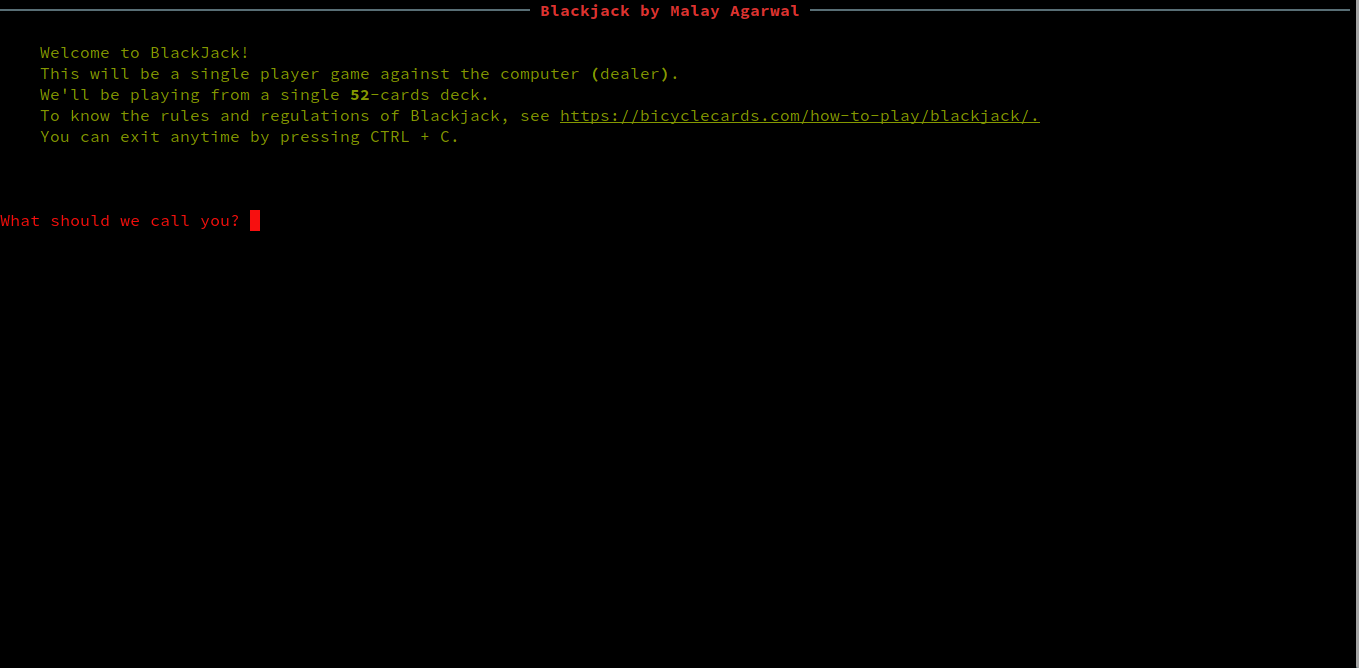 Blackjack by Malay Agarwal
Welcome to BlackJack!
This will be a single player game against the computer (dealer).
We'll be playing from a single 52-cards deck.
To know the rules and regulations of Blackjack, see https://bicyclecards.com/how-to-play/blackjack/.
You can exit anytime by pressing CTRL + C.
What should we call you?